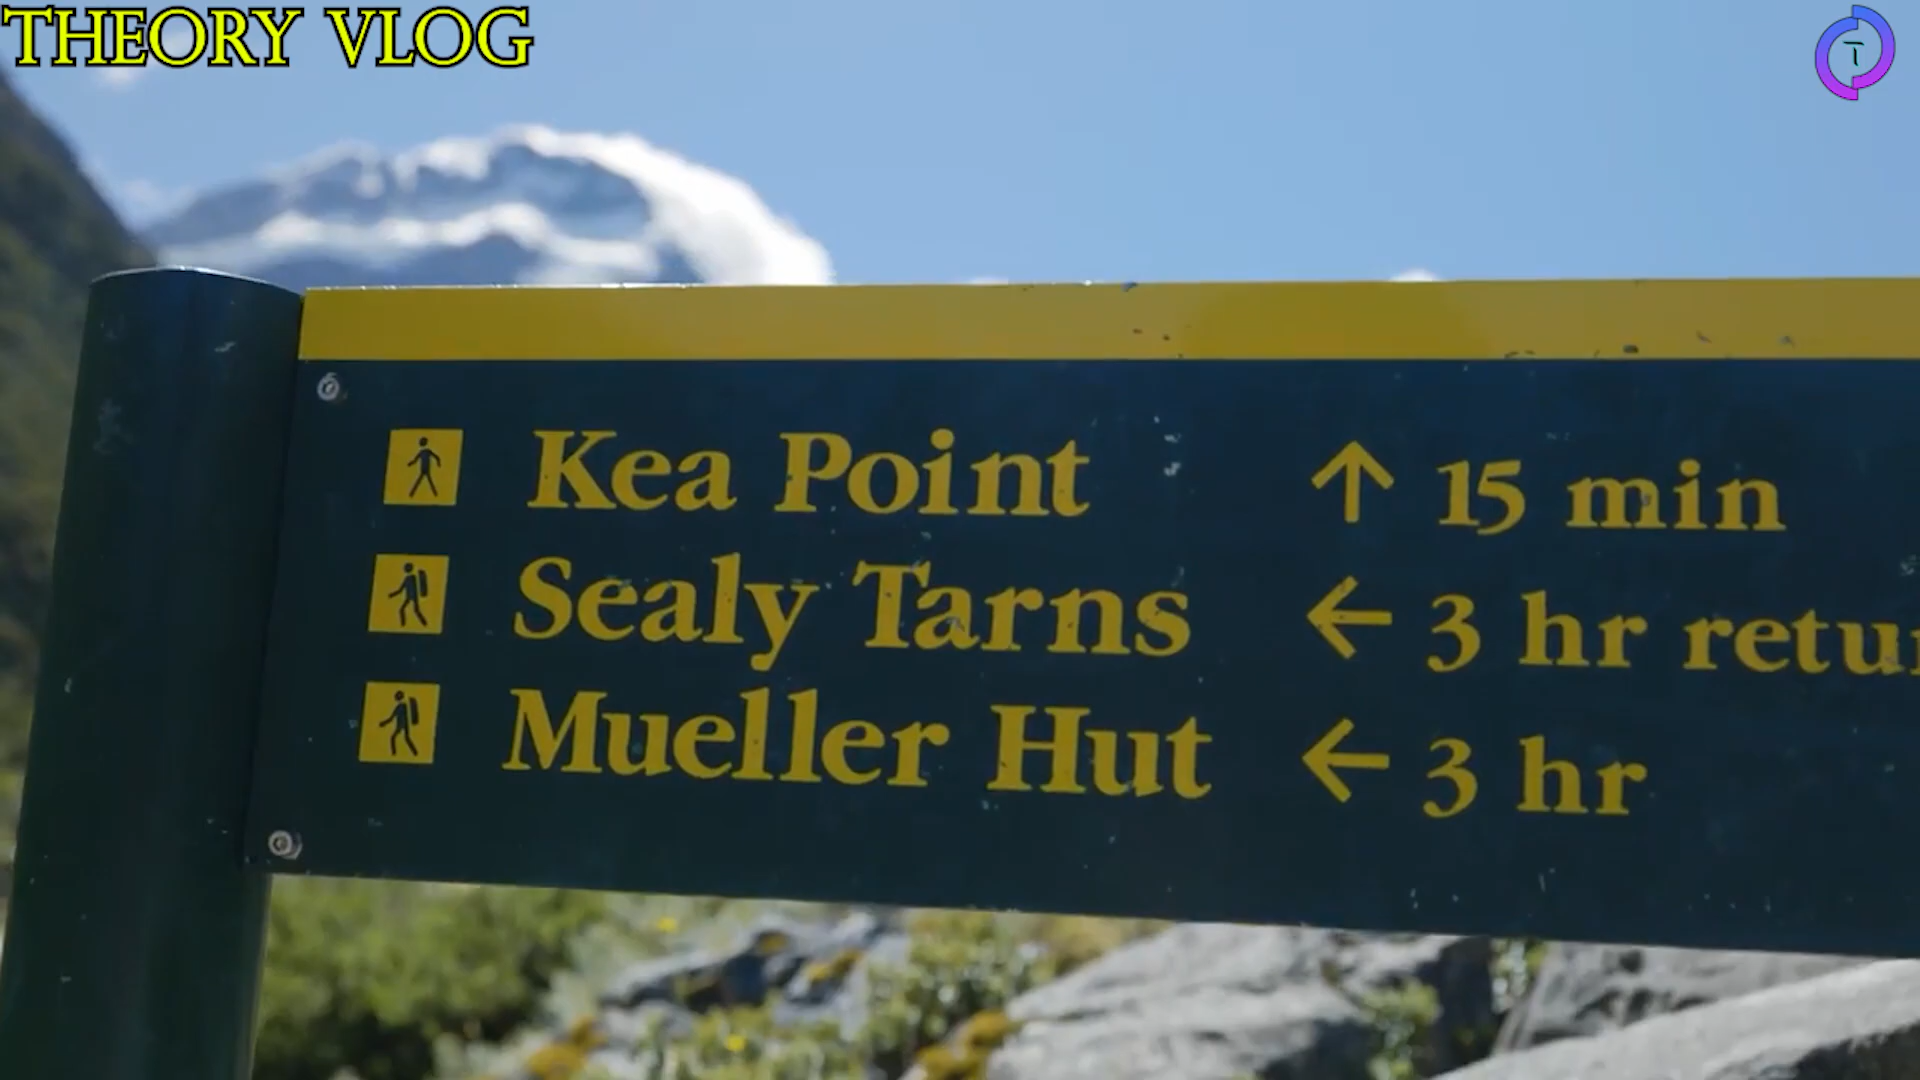 THEORY VLOG
T
Kea Point ↑ 15 min
Sealy Tarns ← 3 hr
Mueller Hut ← 3 hr